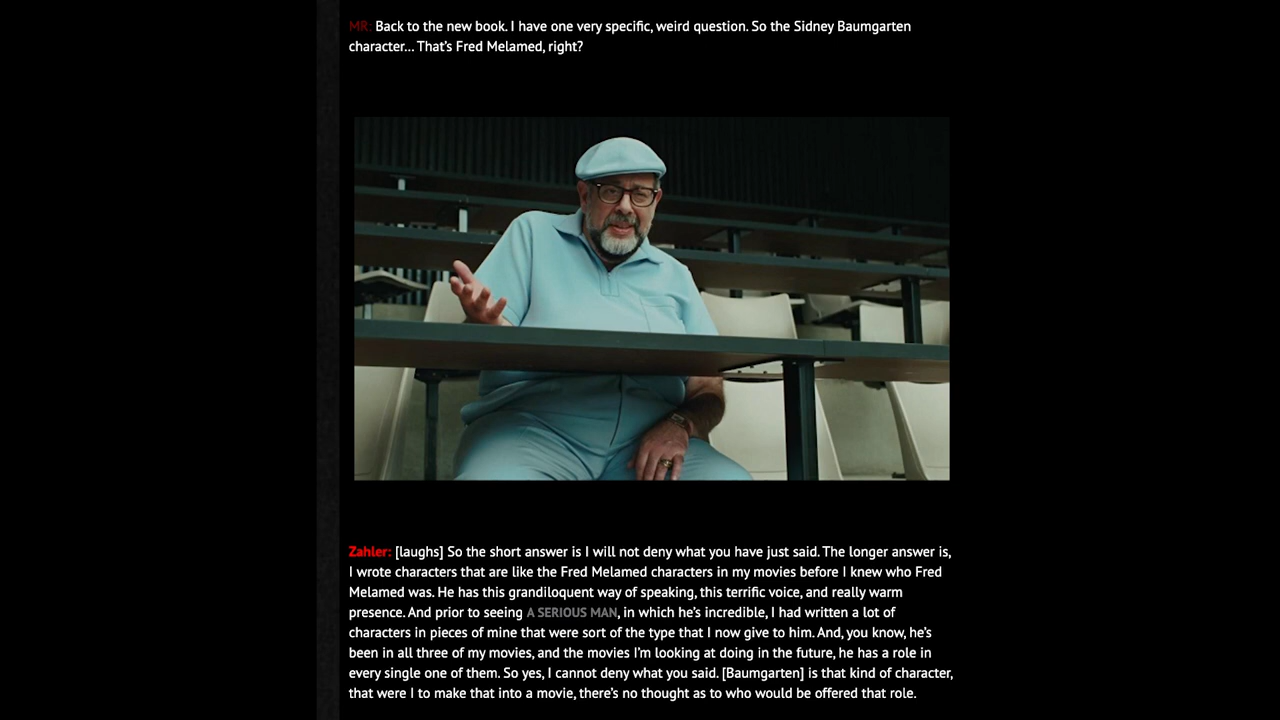 MR: Back to the new book. I have one very specific, weird question. So the Sidney Baumgarten
character... That's Fred Melamed, right?
Zahler: [laughs] So the short answer is I will not deny what you have just said. The longer answer is,
I wrote characters that are like the Fred Melamed characters in my movies before I knew who Fred
Melamed was. He has this grandiloquent way of speaking, this terrific voice, and really warm
presence. And prior to seeing A SERIOUS MAN, in which he's incredible, I had written a lot of
characters in pieces of mine that were sort of the type that I now give to him. And, you know, he's
been in all three of my movies, and the movies I'm looking at doing in the future, he has a role in
every single one of them. So yes, I cannot deny what you said. [Baumgarten] is that kind of character,
that were I to make that into a movie, there's no thought as to who would be offered that role.